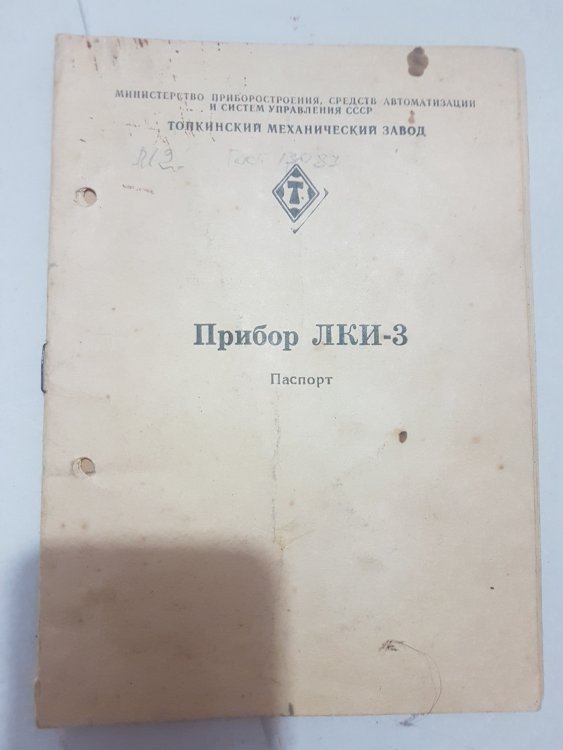 МИНИСТЕРСТВО ПРИБОРОСТРОЕНИЯ, СРЕДСТВ АВТОМАТИЗАЦИИ
И СИСТЕМ УПРАВЛЕНИЯ СССР
ТОПКИНСКИЙ МЕХАНИЧЕСКИЙ ЗАВОД
Т
Прибор ЛКИ-3
Паспорт